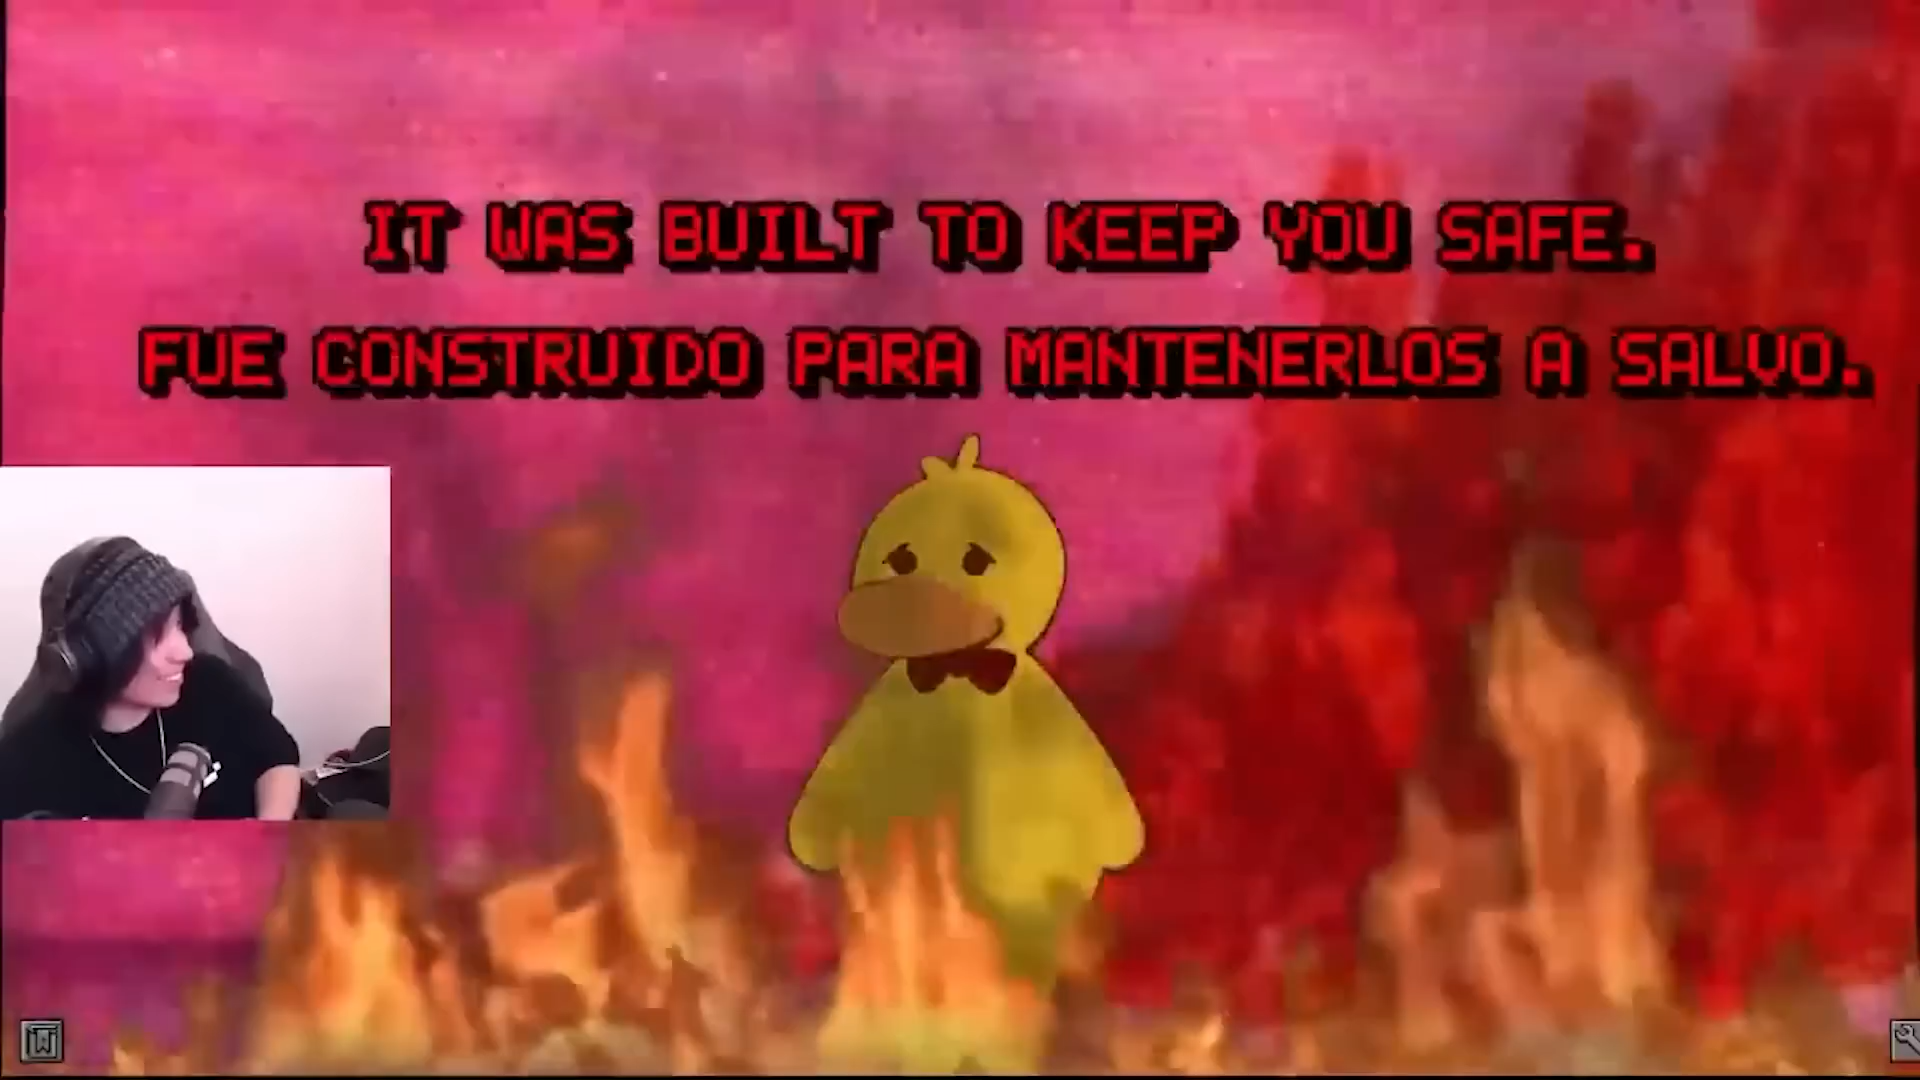 IT WAS BUILT TO KEEP YOU SAFE.
FUE CONSTRUIDO PARA MANTENERLOS A SALVO.